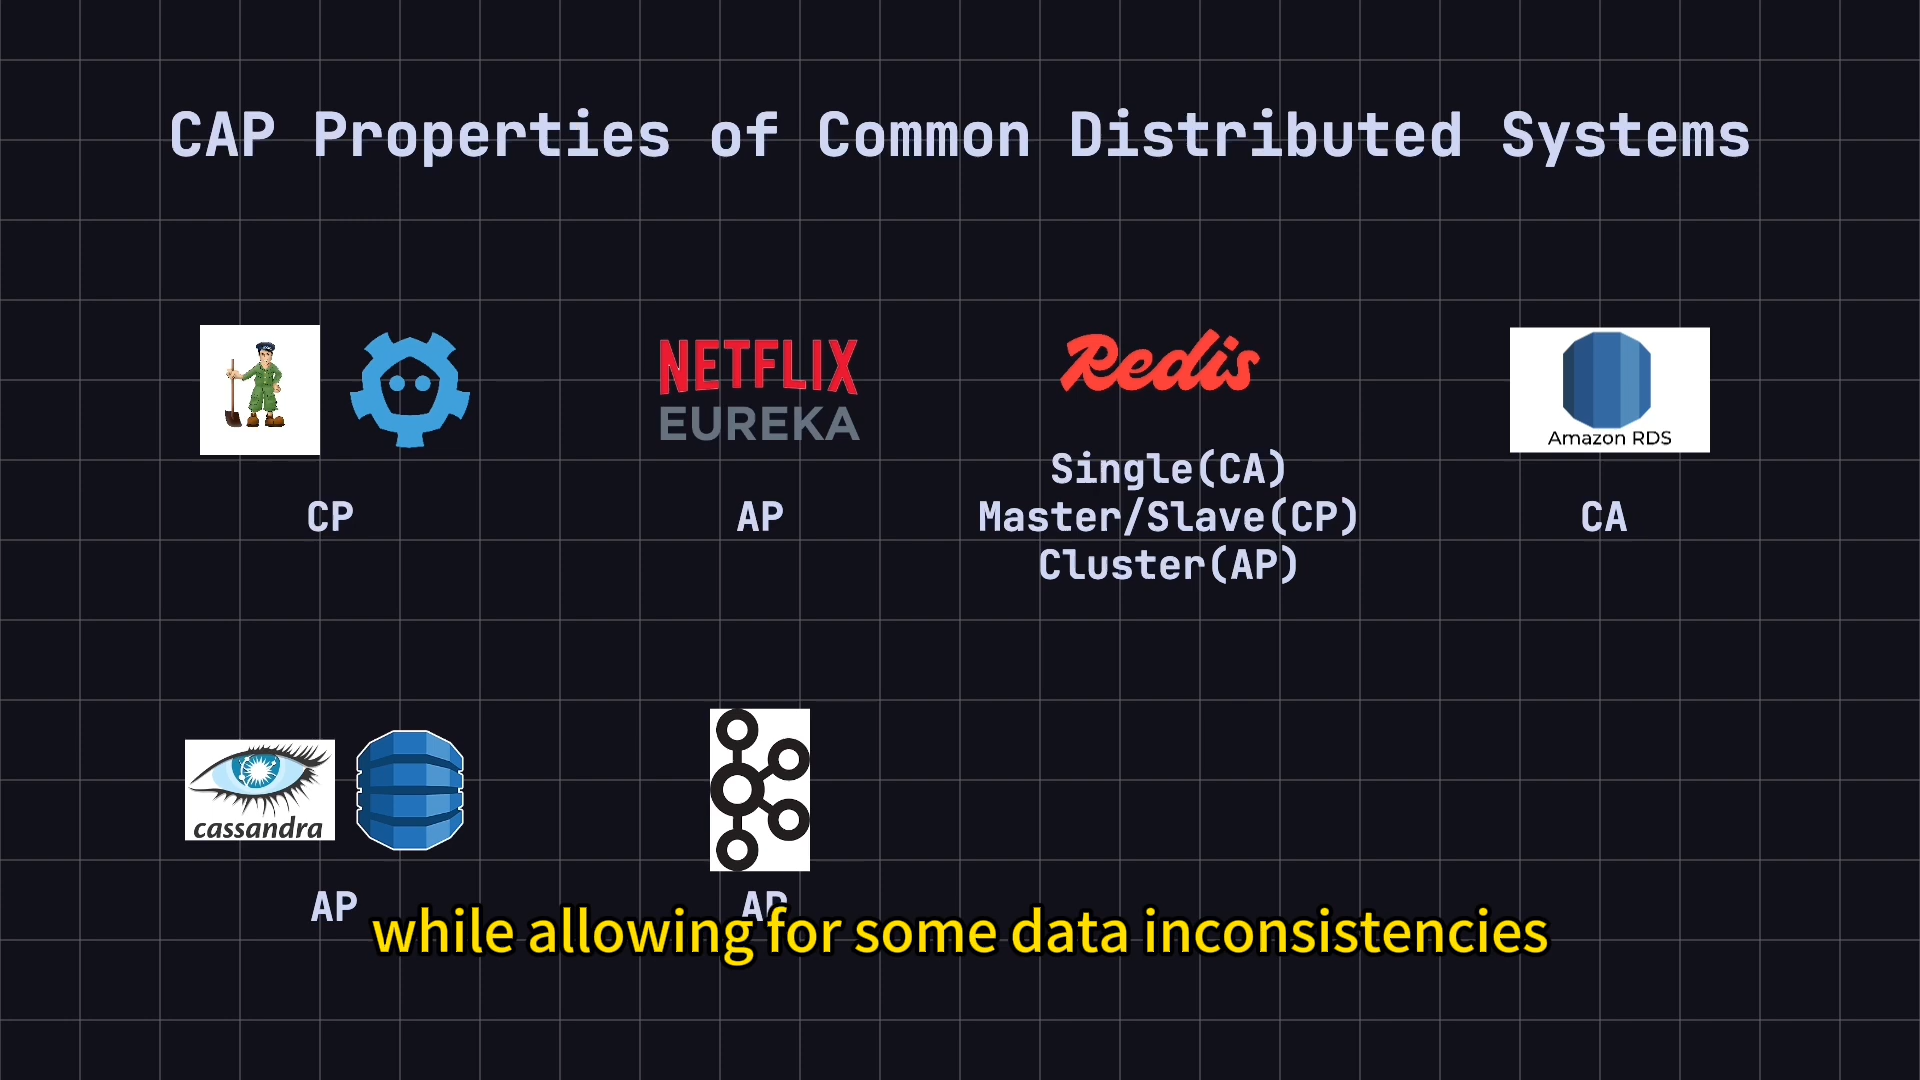 CAP Properties of Common Distributed Systems
NETFLIX
EUREKA
Redis
Amazon RDS
CP
AP
Single(CA)
Master/Slave(CP)
Cluster(AP)
CA
cassandra
AP
AP
while allowing for some data inconsistencies